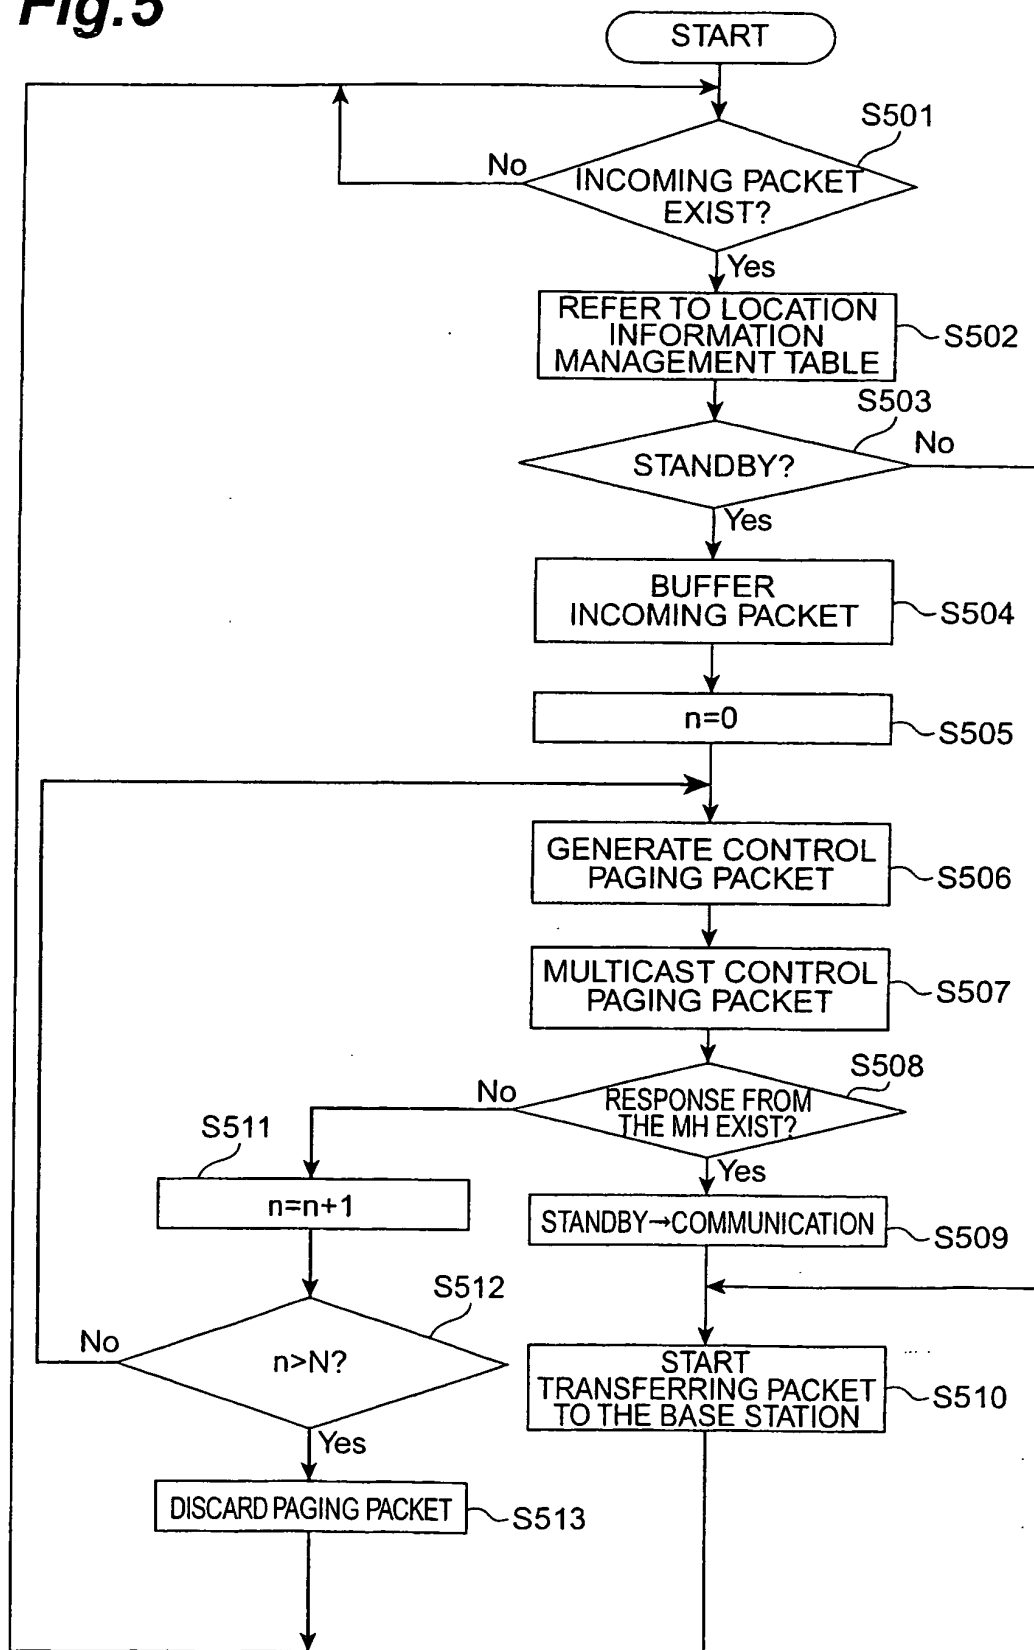 Fig.5
START
S501
No
INCOMING PACKET
EXIST?
Yes
REFER TO LOCATION
INFORMATION
MANAGEMENT TABLE
S502
S503
No
STANDBY?
Yes
BUFFER
INCOMING PACKET
S504
n=0
S505
GENERATE CONTROL
PAGING PACKET
S506
MULTICAST CONTROL
PAGING PACKET
S507
S508
No
RESPONSE FROM
THE MH EXIST?
Yes
S511
n=n+1
STANDBY→COMMUNICATION
S509
S512
No
n>N?
Yes
START
TRANSFERRING PACKET
TO THE BASE STATION
S510
DISCARD PAGING PACKET
S513